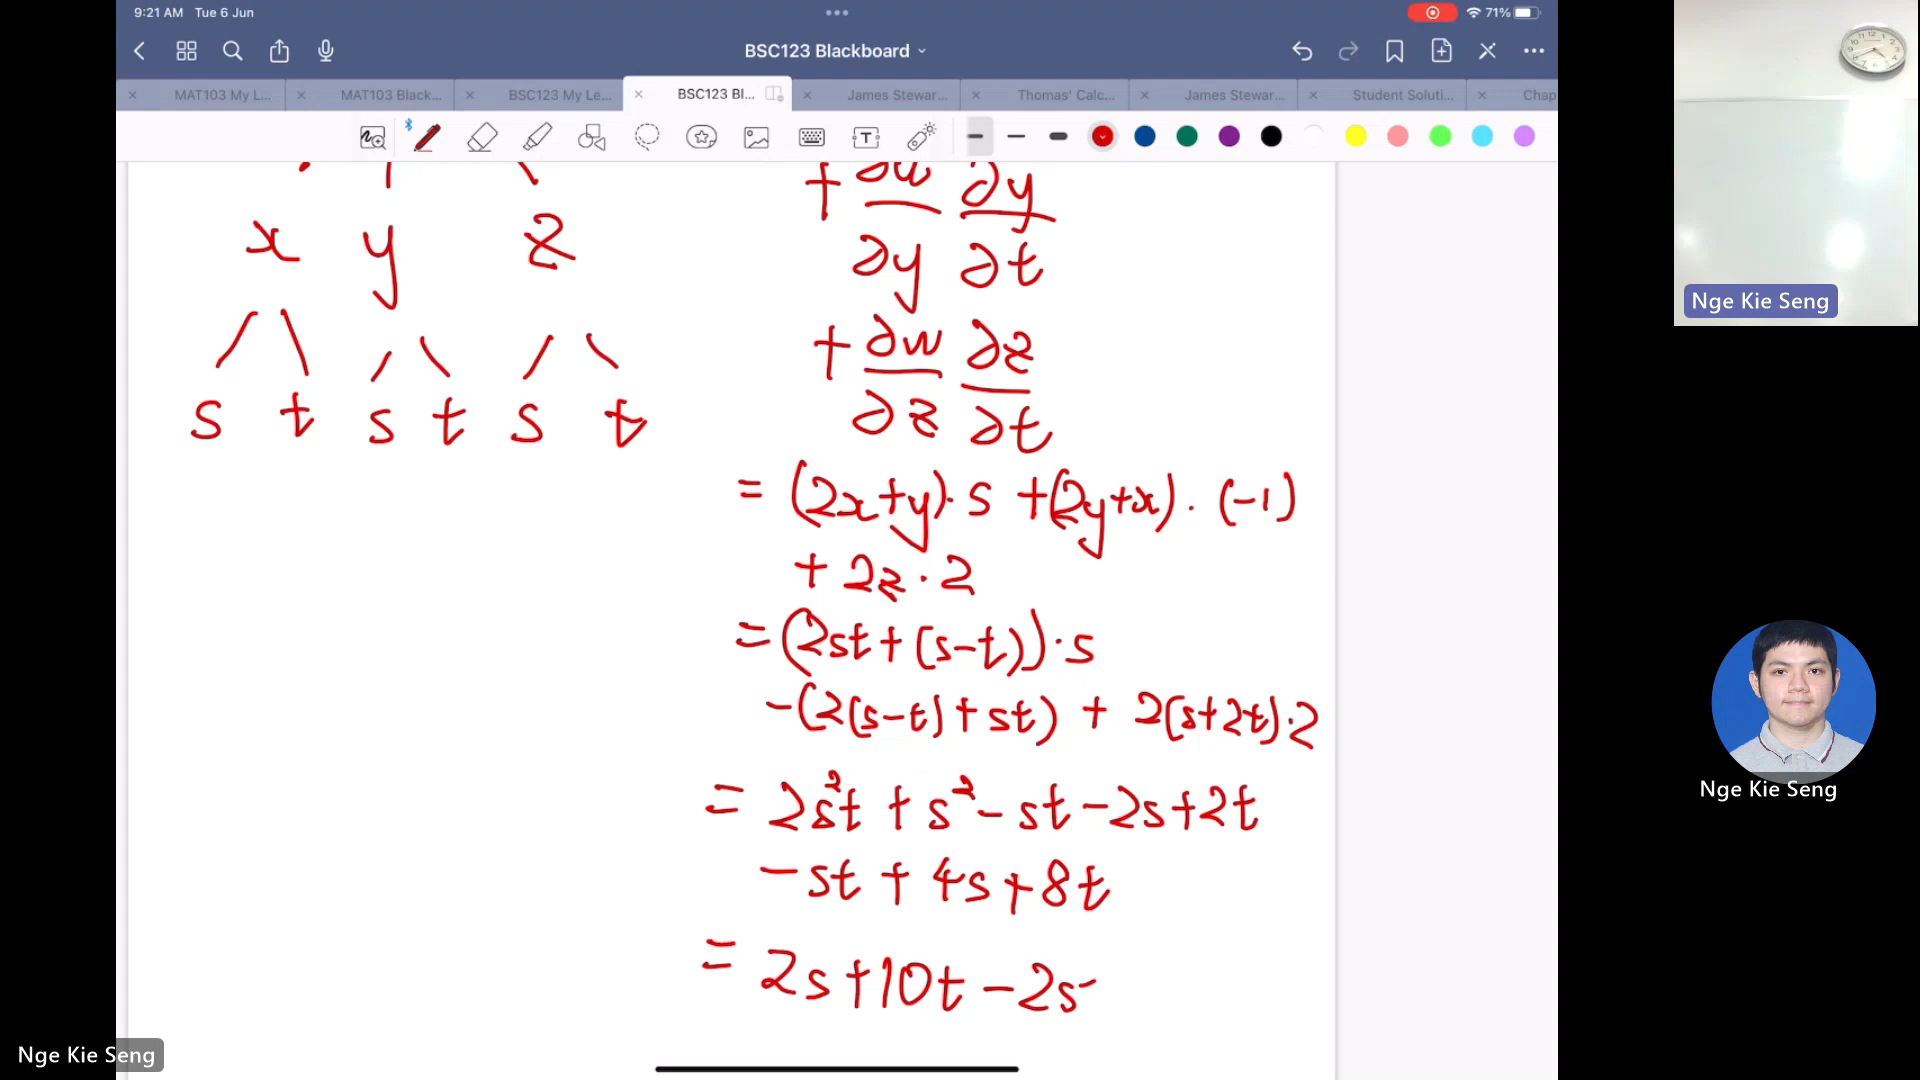 9:21 AM Tue 6 Jun
71%
BSC123 Blackboard
MAT103 My L...
MAT103 Black...
BSC123 My Le...
BSC123 Bl...
James Stewar...
Thomas' Calc...
James Stewar...
Student Soluti...
Chap
x y z
s t s t s t
+ ∂w/∂y ∂y/∂t
+ ∂w/∂z ∂z/∂t
= (2x+y)·s +(2y+x)·(-1)
+ 2z·2
= (2st+(s-t))·s
-(2(s-t)+st) + 2(s+2t)·2
= 2s²t + s² - st - 2s + 2t
- st + 4s + 8t
= 2s + 10t - 2s
Nge Kie Seng
Nge Kie Seng
Nge Kie Seng